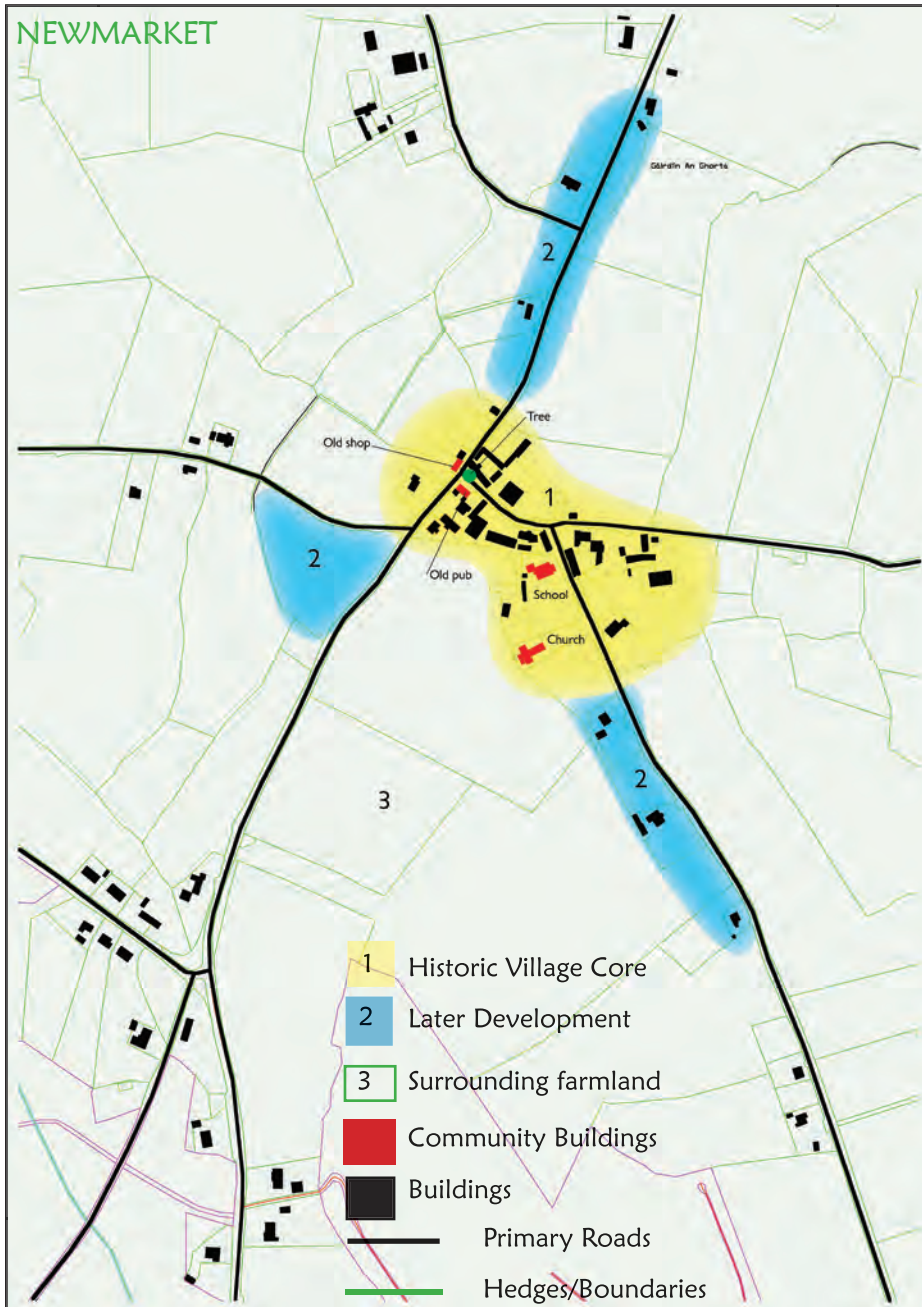 NEWMARKET
Gáirdín An Ghorta
2
Tree
Old shop
1
2
Old pub
School
Church
2
3
1 Historic Village Core
2 Later Development
3 Surrounding farmland
Community Buildings
Buildings
Primary Roads
Hedges/Boundaries